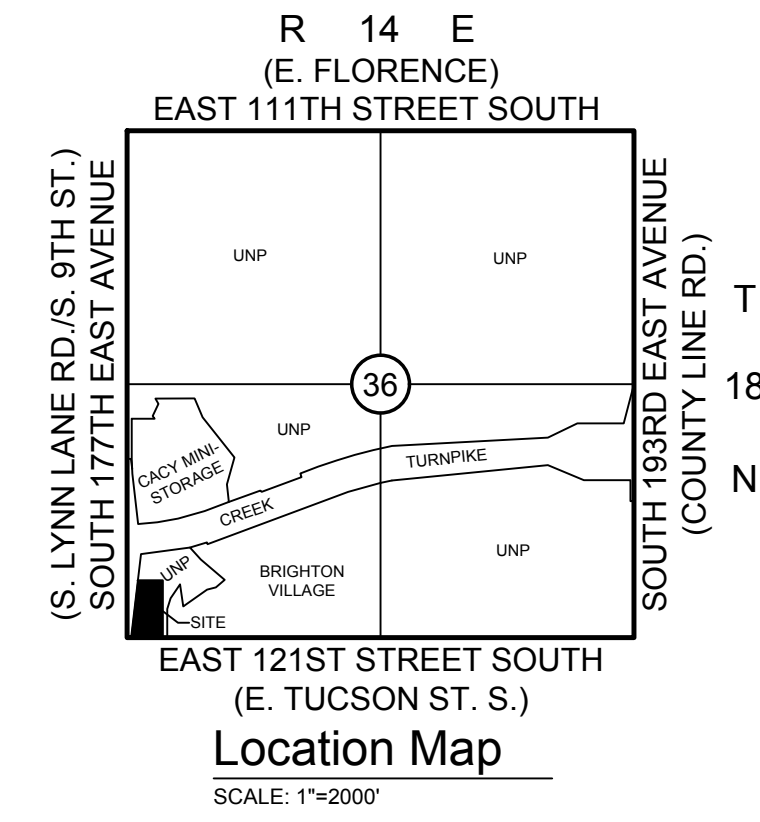 R 14 E
(E. FLORENCE)
EAST 111TH STREET SOUTH
(S. LYNN LANE RD./S. 9TH ST.)
SOUTH 177TH EAST AVENUE
SOUTH 193RD EAST AVENUE
(COUNTY LINE RD.)
T
18
N
UNP
UNP
36
UNP
CACY MINI-
STORAGE
TURNPIKE
CREEK
UNP
BRIGHTON
VILLAGE
UNP
SITE
EAST 121ST STREET SOUTH
(E. TUCSON ST. S.)
Location Map
SCALE: 1"=2000'